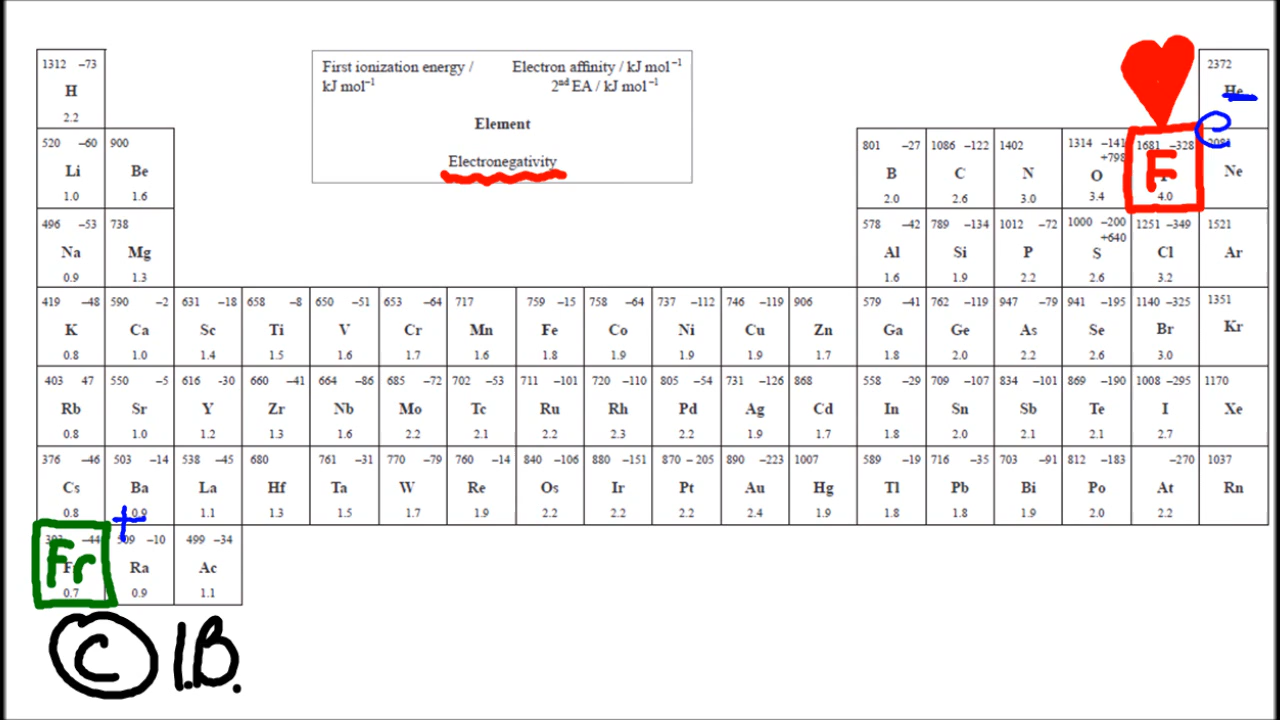 1312 –73 2372
H He –
2.2
First ionization energy / Electron affinity / kJ mol⁻¹
kJ mol⁻¹ 2ⁿᵈ EA / kJ mol⁻¹
Element
Electronegativity
520 –60 900 801 –27 1086 –122 1402 1314 –141 1681 –328 2081 e
+798
Li Be B C N O F Ne
1.0 1.6 2.0 2.6 3.0 3.4 4.0
496 –53 738 578 –42 789 –134 1012 –72 1000 –200 1251 –349 1521
+640
Na Mg Al Si P S Cl Ar
0.9 1.3 1.6 1.9 2.2 2.6 3.2
419 –48 590 –2 631 –18 658 –8 650 –51 653 –64 717 759 –15 758 –64 737 –112 746 –119 906 579 –41 762 –119 947 –79 941 –195 1140 –325 1351
K Ca Sc Ti V Cr Mn Fe Co Ni Cu Zn Ga Ge As Se Br Kr
0.8 1.0 1.4 1.5 1.6 1.7 1.6 1.8 1.9 1.9 1.9 1.7 1.8 2.0 2.2 2.6 3.0
403 47 550 –5 616 -30 660 –41 664 –86 685 –72 702 –53 711 –101 720 –110 805 –54 731 –126 868 558 –29 709 –107 834 –101 869 –190 1008 –295 1170
Rb Sr Y Zr Nb Mo Tc Ru Rh Pd Ag Cd In Sn Sb Te I Xe
0.8 1.0 1.2 1.3 1.6 2.2 2.1 2.2 2.3 2.2 1.9 1.7 1.8 2.0 2.1 2.1 2.7
376 –46 503 –14 538 –45 680 761 –31 770 –79 760 –14 840 –106 880 –151 870 – 205 890 –223 1007 589 –19 716 –35 703 –91 812 –183 –270 1037
Cs Ba La Hf Ta W Re Os Ir Pt Au Hg Tl Pb Bi Po At Rn
0.8 0.9 1.1 1.3 1.5 1.7 1.9 2.2 2.2 2.2 2.4 1.9 1.8 1.8 1.9 2.0 2.2
+
–44 509 –10 499 –34
Fr Ra Ac
0.7 0.9 1.1
© I.B.